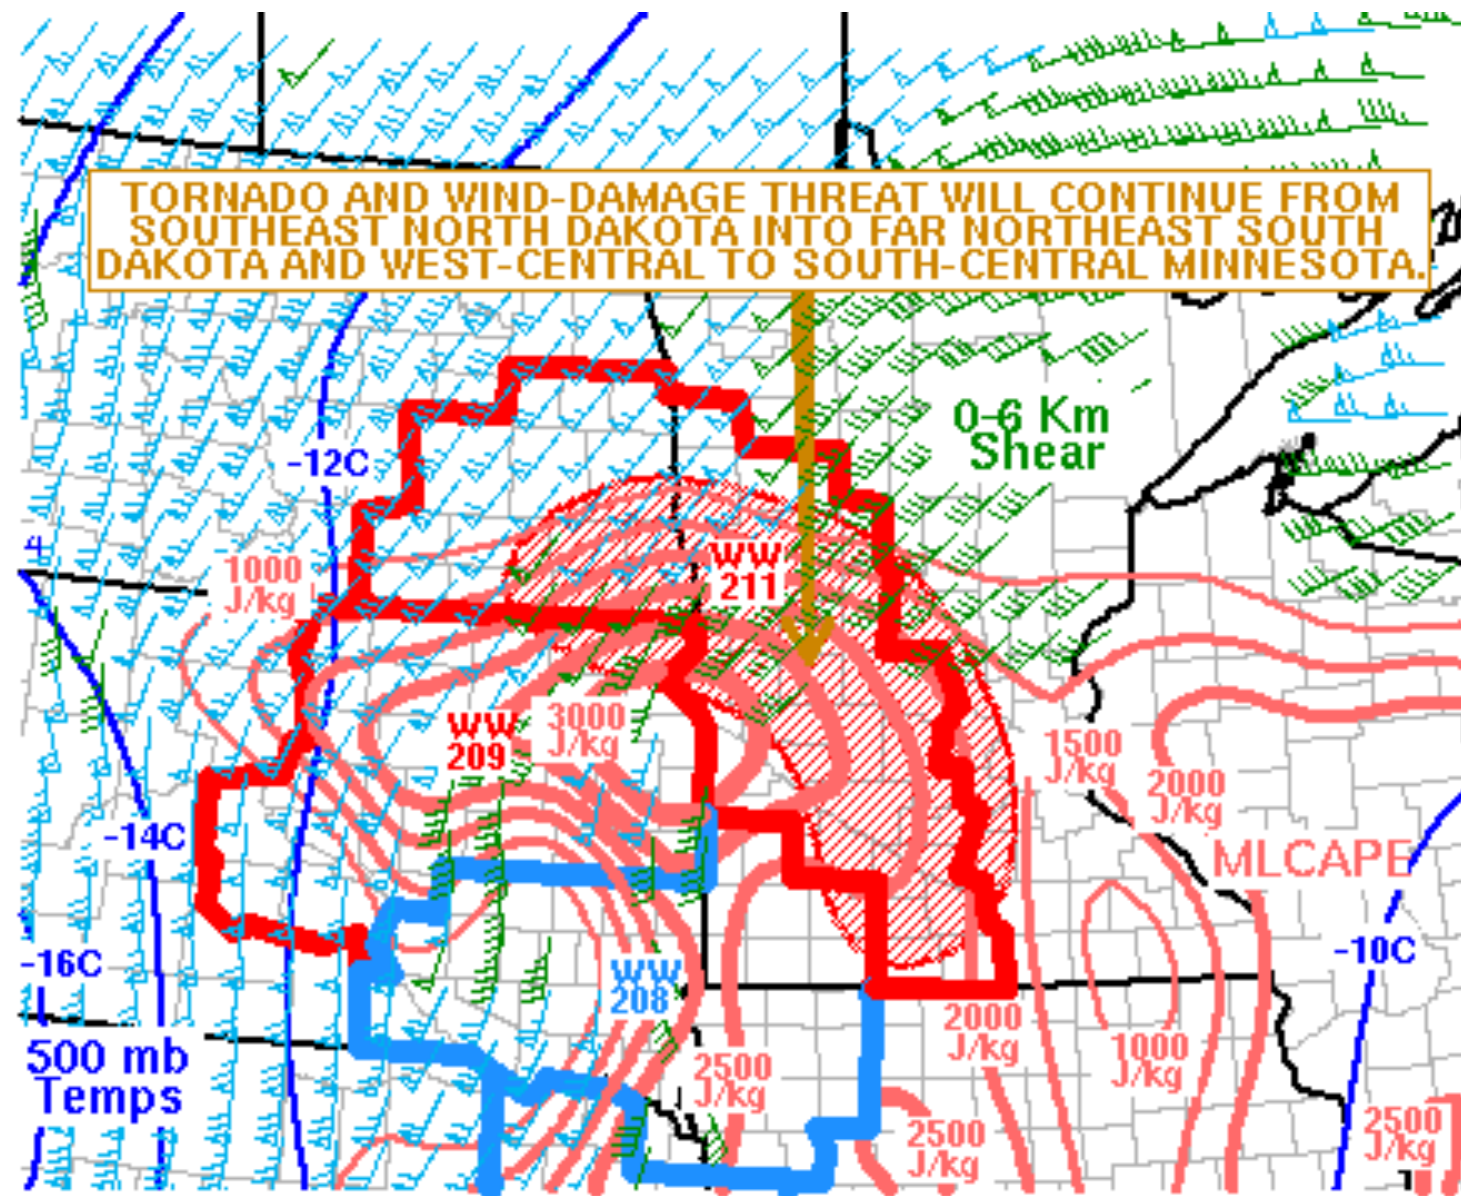 TORNADO AND WIND-DAMAGE THREAT WILL CONTINUE FROM
SOUTHEAST NORTH DAKOTA INTO FAR NORTHEAST SOUTH
DAKOTA AND WEST-CENTRAL TO SOUTH-CENTRAL MINNESOTA.
0-6 Km
Shear
-12C
4
1000
J/kg
WW
211
WW
209
3000
J/kg
1500
J/kg
2000
J/kg
-14C
MLCAPE
-16C
-10C
WW
208
500 mb
Temps
2000
J/kg
1000
J/kg
2500
J/kg
2500
J/kg
2500
J/kg